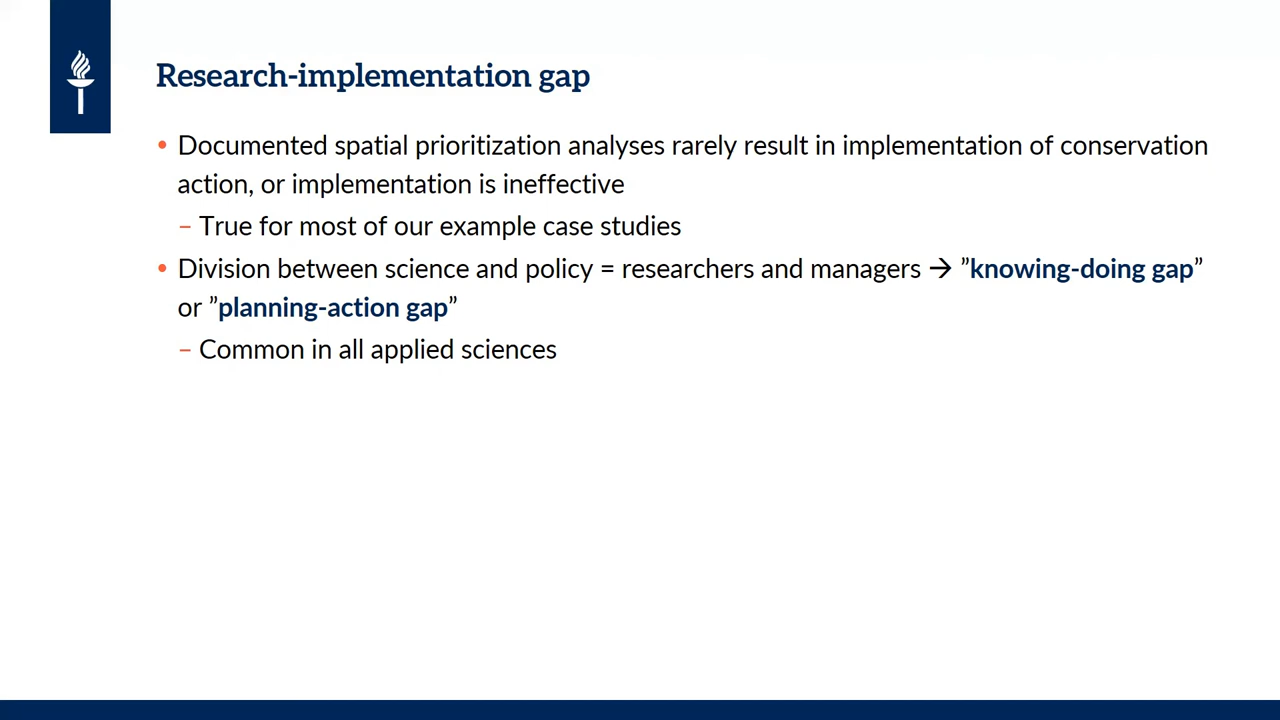 Research-implementation gap
• Documented spatial prioritization analyses rarely result in implementation of conservation
action, or implementation is ineffective
– True for most of our example case studies
• Division between science and policy = researchers and managers → ”knowing-doing gap”
or ”planning-action gap”
– Common in all applied sciences